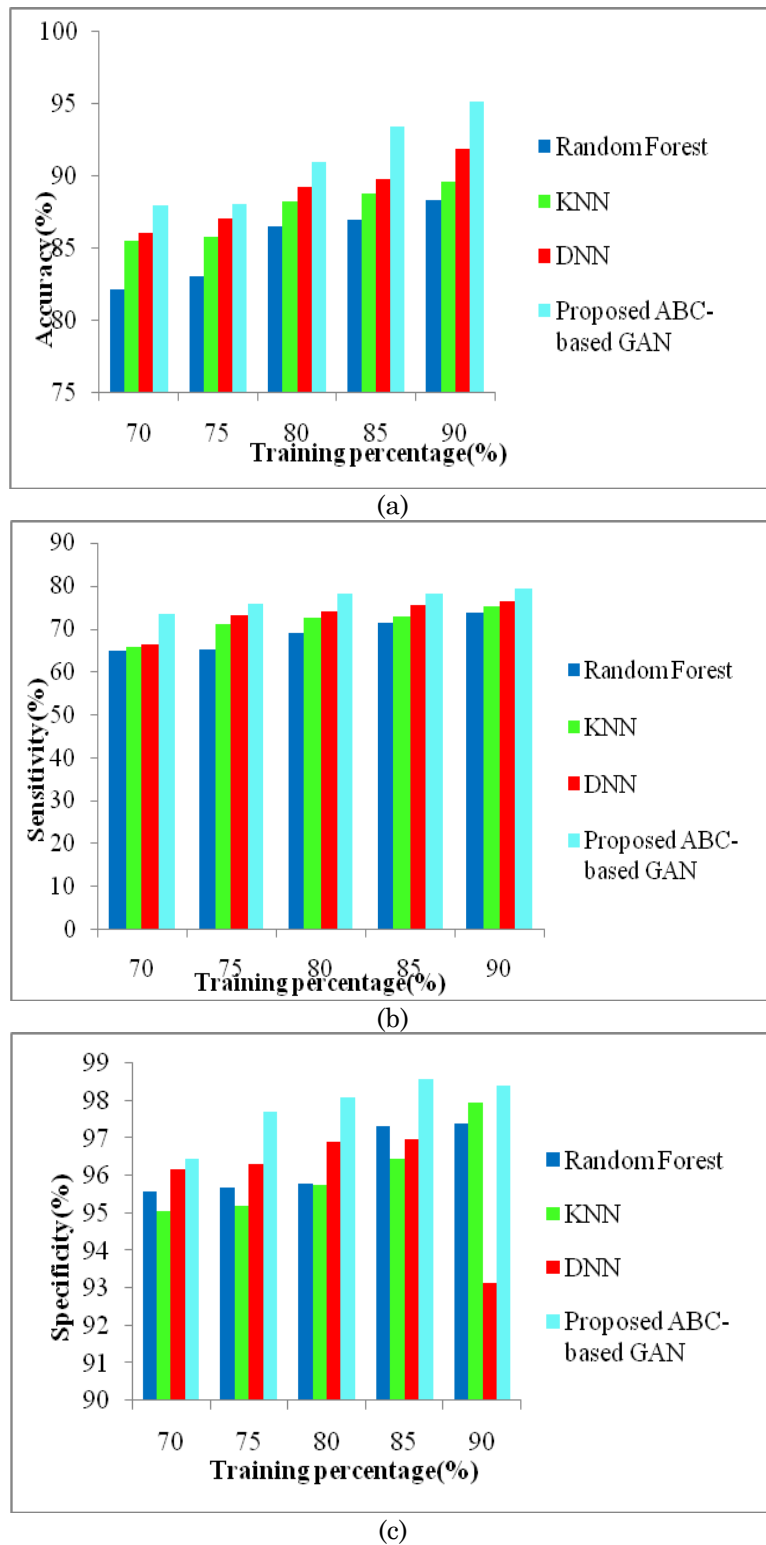 100
95
90
85
80
75
Accuracy(%)
70 75 80 85 90
Training percentage(%)
Random Forest
KNN
DNN
Proposed ABC-
based GAN
(a)
90
80
70
60
50
40
30
20
10
0
Sensitivity(%)
70 75 80 85 90
Training percentage(%)
Random Forest
KNN
DNN
Proposed ABC-
based GAN
(b)
99
98
97
96
95
94
93
92
91
90
Specificity(%)
70 75 80 85 90
Training percentage(%)
Random Forest
KNN
DNN
Proposed ABC-
based GAN
(c)